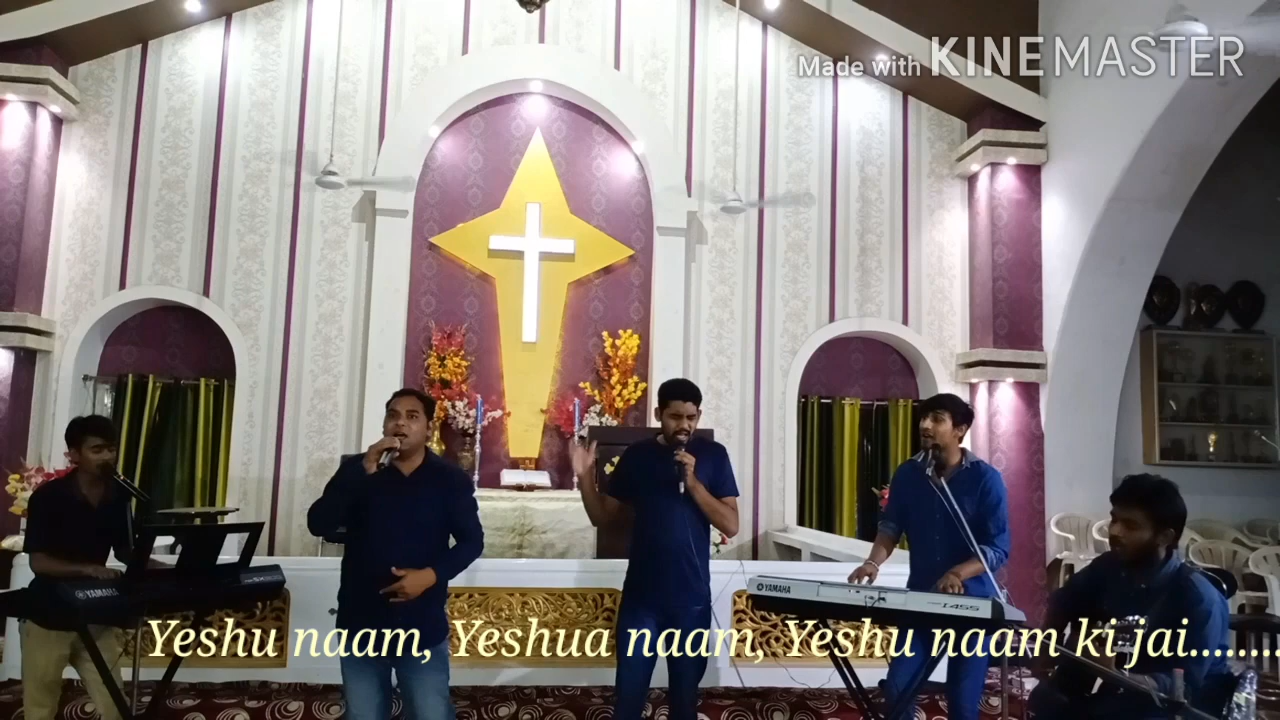 Made with KINEMASTER
YAMAHA
YAMAHA
Yeshu naam, Yeshua naam, Yeshu naam ki jai........